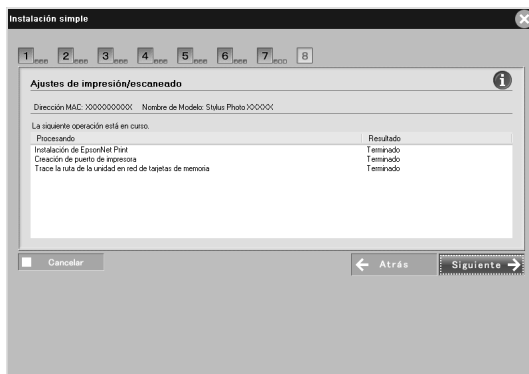 Instalación simple
1 2 3 4 5 6 7 8
Ajustes de impresión/escaneado
Dirección MAC: XXXXXXXXXX Nombre de Modelo: Stylus Photo XXXXX
La siguiente operación está en curso.
Procesando Resultado
Instalación de EpsonNet Print Terminado
Creación de puerto de impresora Terminado
Trace la ruta de la unidad en red de tarjetas de memoria Terminado
Cancelar Atrás Siguiente